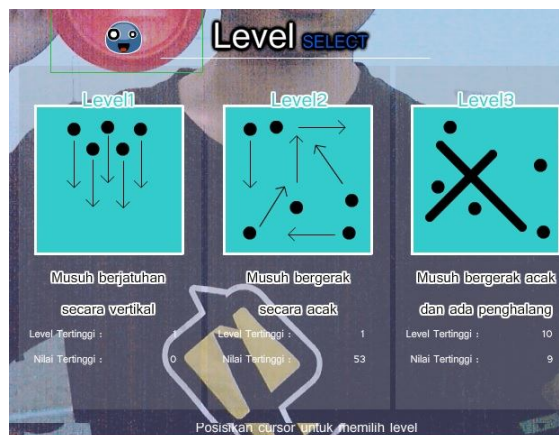 Level SELECT
Level1
Musuh berjatuhan
secara vertikal
Level Tertinggi : 1
Nilai Tertinggi : 0
Level2
Musuh bergerak
secara acak
Level Tertinggi : 1
Nilai Tertinggi : 53
Level3
Musuh bergerak acak
dan ada penghalang
Level Tertinggi : 10
Nilai Tertinggi : 9
Posisikan cursor untuk memilih level